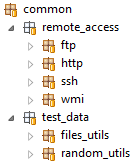 common
remote_access
ftp
http
ssh
wmi
test_data
files_utils
random_utils